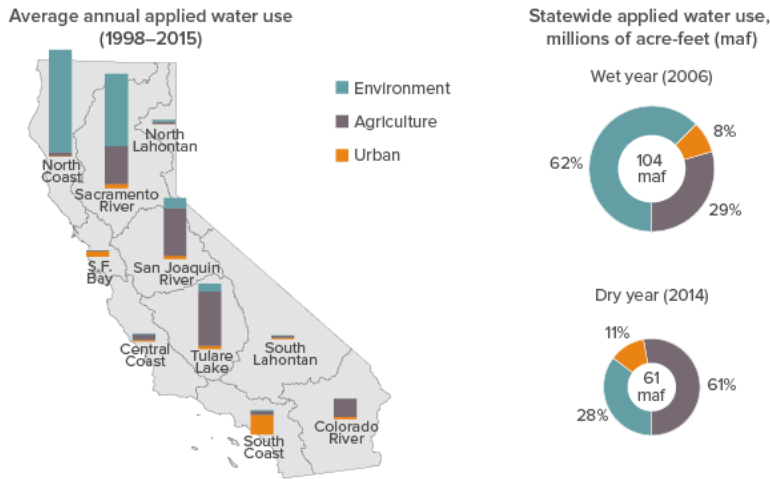 Average annual applied water use
(1998–2015)
North
Coast
Sacramento
River
North
Lahontan
S.F.
Bay
San Joaquin
River
Central
Coast
Tulare
Lake
South
Lahontan
South
Coast
Colorado
River
Environment
Agriculture
Urban
Statewide applied water use,
millions of acre-feet (maf)
Wet year (2006)
8%
62%
104
maf
29%
Dry year (2014)
11%
61
maf
61%
28%